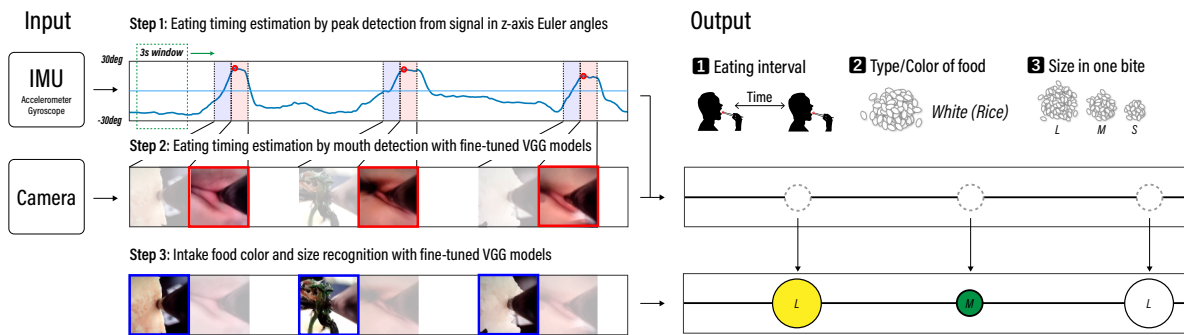 Input
Output
Step 1: Eating timing estimation by peak detection from signal in z-axis Euler angles
IMU
Accelerometer
Gyroscope
30deg
3s window
-30deg
1 Eating interval
Time
2 Type/Color of food
White (Rice)
3 Size in one bite
L
M
S
Step 2: Eating timing estimation by mouth detection with fine-tuned VGG models
Camera
Step 3: Intake food color and size recognition with fine-tuned VGG models
L
M
L